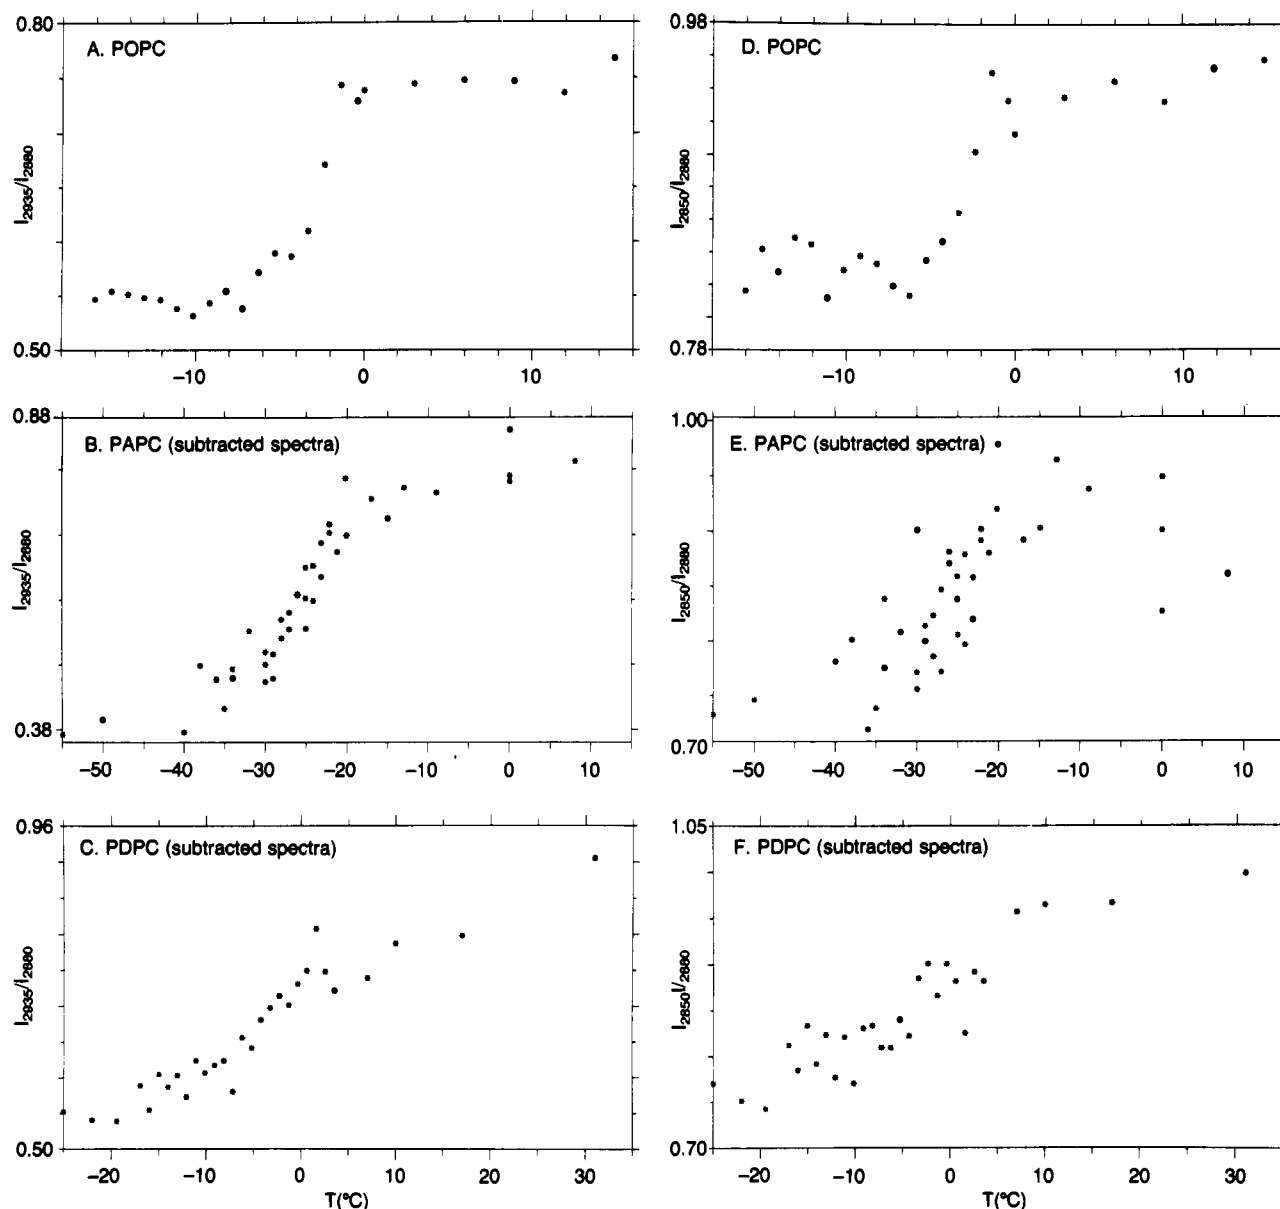 0.80
A. POPC
I2935/I2880
0.50
−10 0 10
0.98
D. POPC
I2850/I2880
0.78
−10 0 10
0.88
B. PAPC (subtracted spectra)
I2935/I2880
0.38
−50 −40 −30 −20 −10 0 10
1.00
E. PAPC (subtracted spectra)
I2850/I2880
0.70
−50 −40 −30 −20 −10 0 10
0.96
C. PDPC (subtracted spectra)
I2935/I2880
0.50
−20 −10 0 10 20 30
T(°C)
1.05
F. PDPC (subtracted spectra)
I2850I/2880
0.70
−20 −10 0 10 20 30
T(°C)